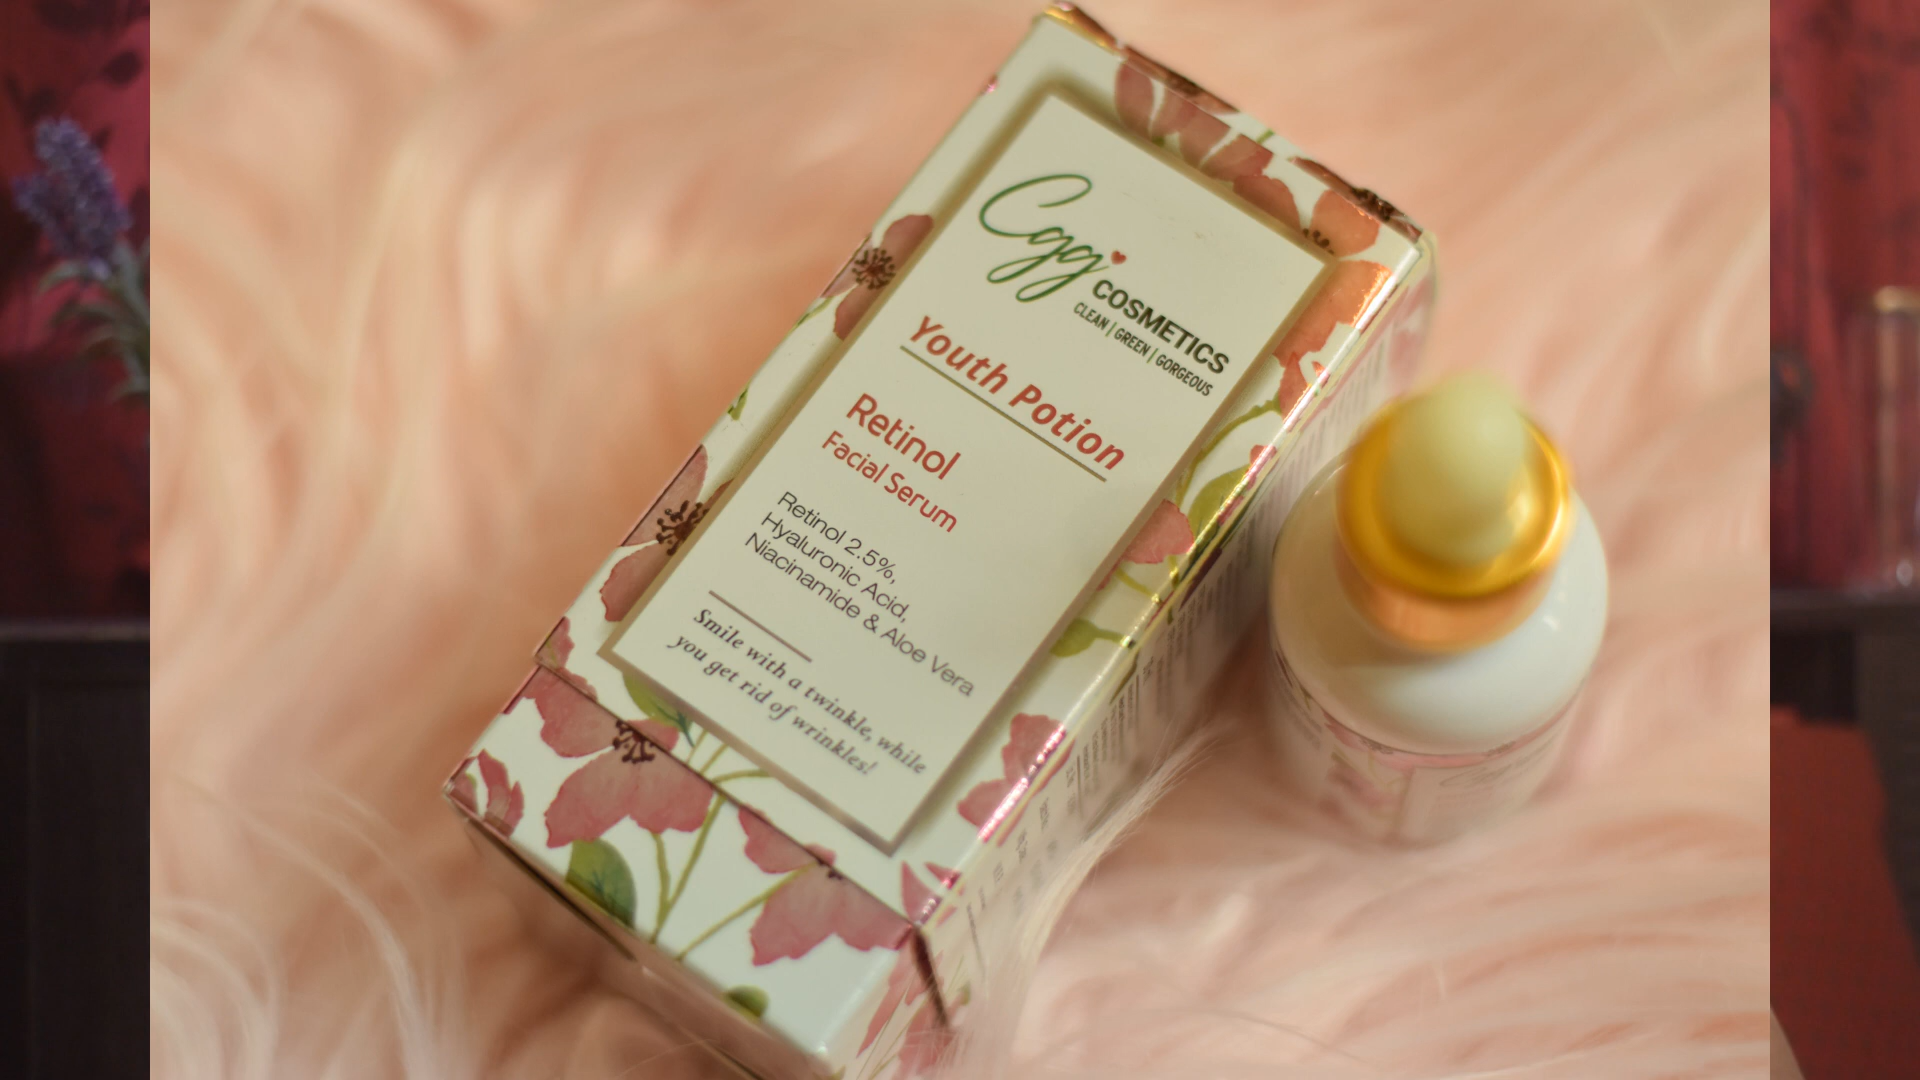 Cgg
COSMETICS
CLEAN | GREEN | GORGEOUS
Youth Potion
Retinol
Facial Serum
Retinol 2.5%,
Hyaluronic Acid,
Niacinamide & Aloe Vera
Smile with a twinkle, while
you get rid of wrinkles!